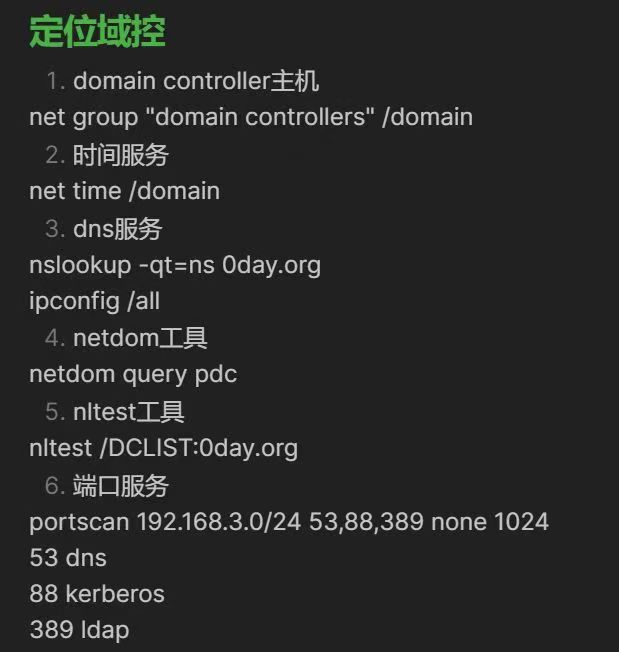 定位域控
1. domain controller主机
net group "domain controllers" /domain
2. 时间服务
net time /domain
3. dns服务
nslookup -qt=ns 0day.org
ipconfig /all
4. netdom工具
netdom query pdc
5. nltest工具
nltest /DCLIST:0day.org
6. 端口服务
portscan 192.168.3.0/24 53,88,389 none 1024
53 dns
88 kerberos
389 ldap